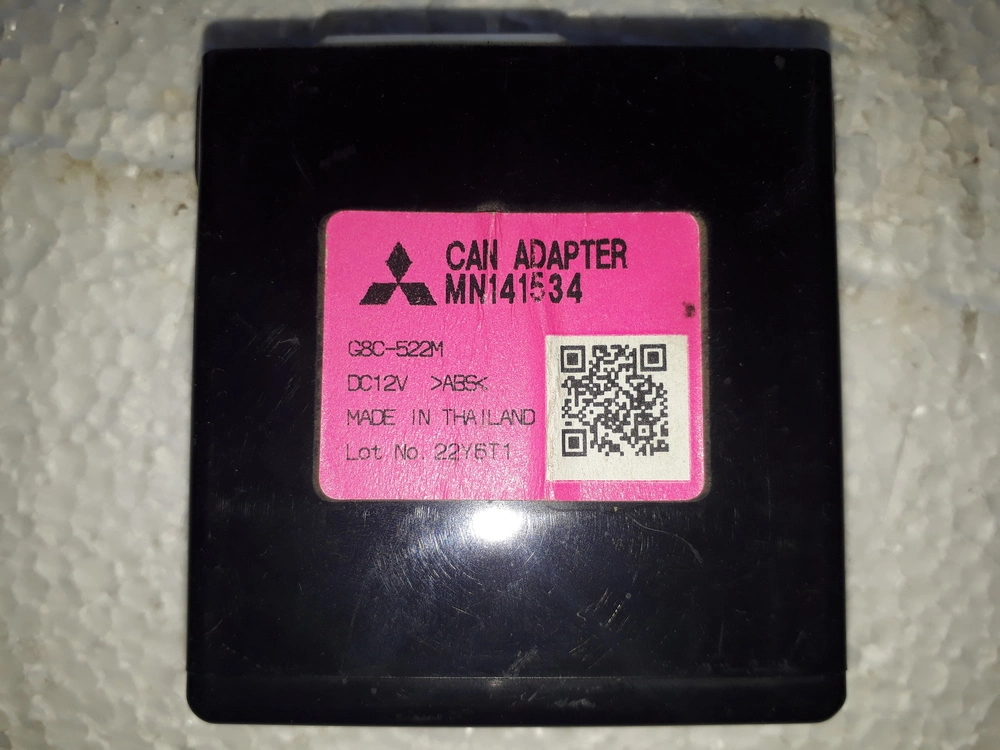 CAN ADAPTER
MN141534
G8C-522M
DC12V >ABS<
MADE IN THAILAND
Lot No. 22Y6T1